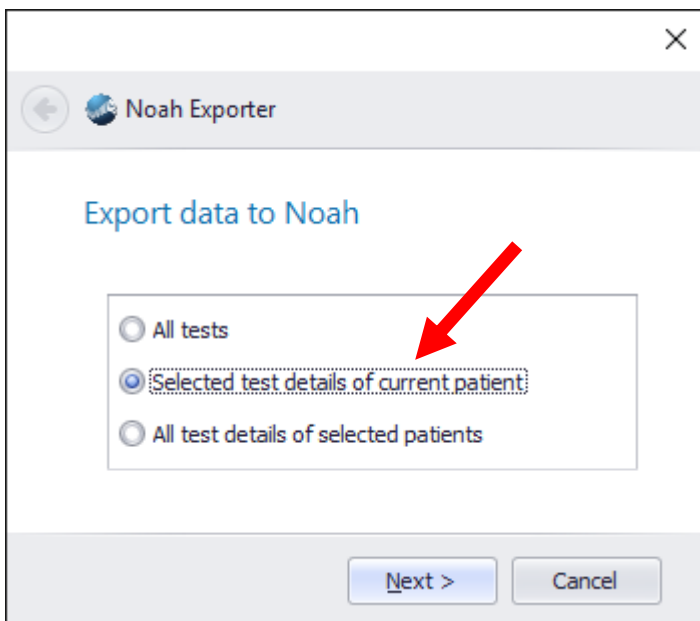 Noah Exporter
Export data to Noah
All tests
Selected test details of current patient
All test details of selected patients
Next >
Cancel